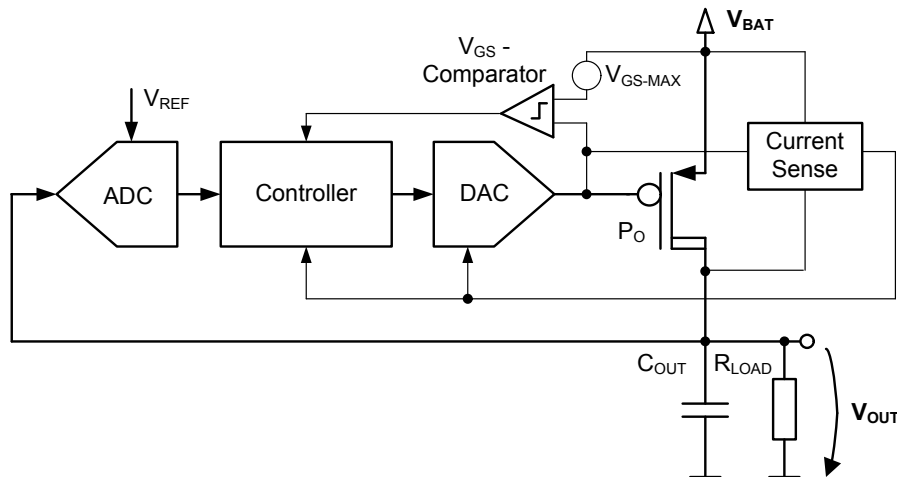 V_BAT
V_GS -
Comparator
V_GS-MAX
V_REF
ADC
Controller
DAC
Current
Sense
P_O
C_OUT
R_LOAD
V_OUT